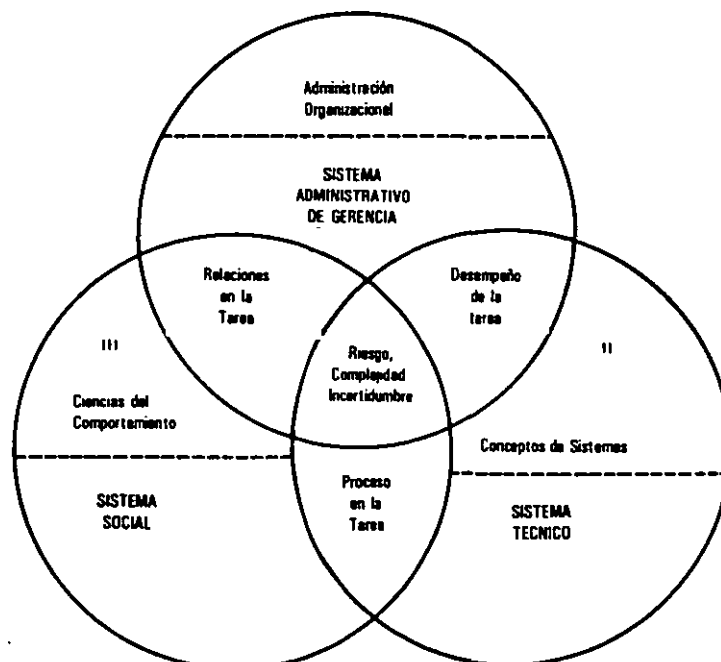 Administración
Organizacional
SISTEMA
ADMINISTRATIVO
DE GERENCIA
Relaciones
en la
Tarea
Desempeño
de la
tarea
III
II
Riesgo,
Complejidad
Incertidumbre
Ciencias del
Comportamiento
Conceptos de Sistemas
SISTEMA
SOCIAL
Proceso
en la
Tarea
SISTEMA
TECNICO